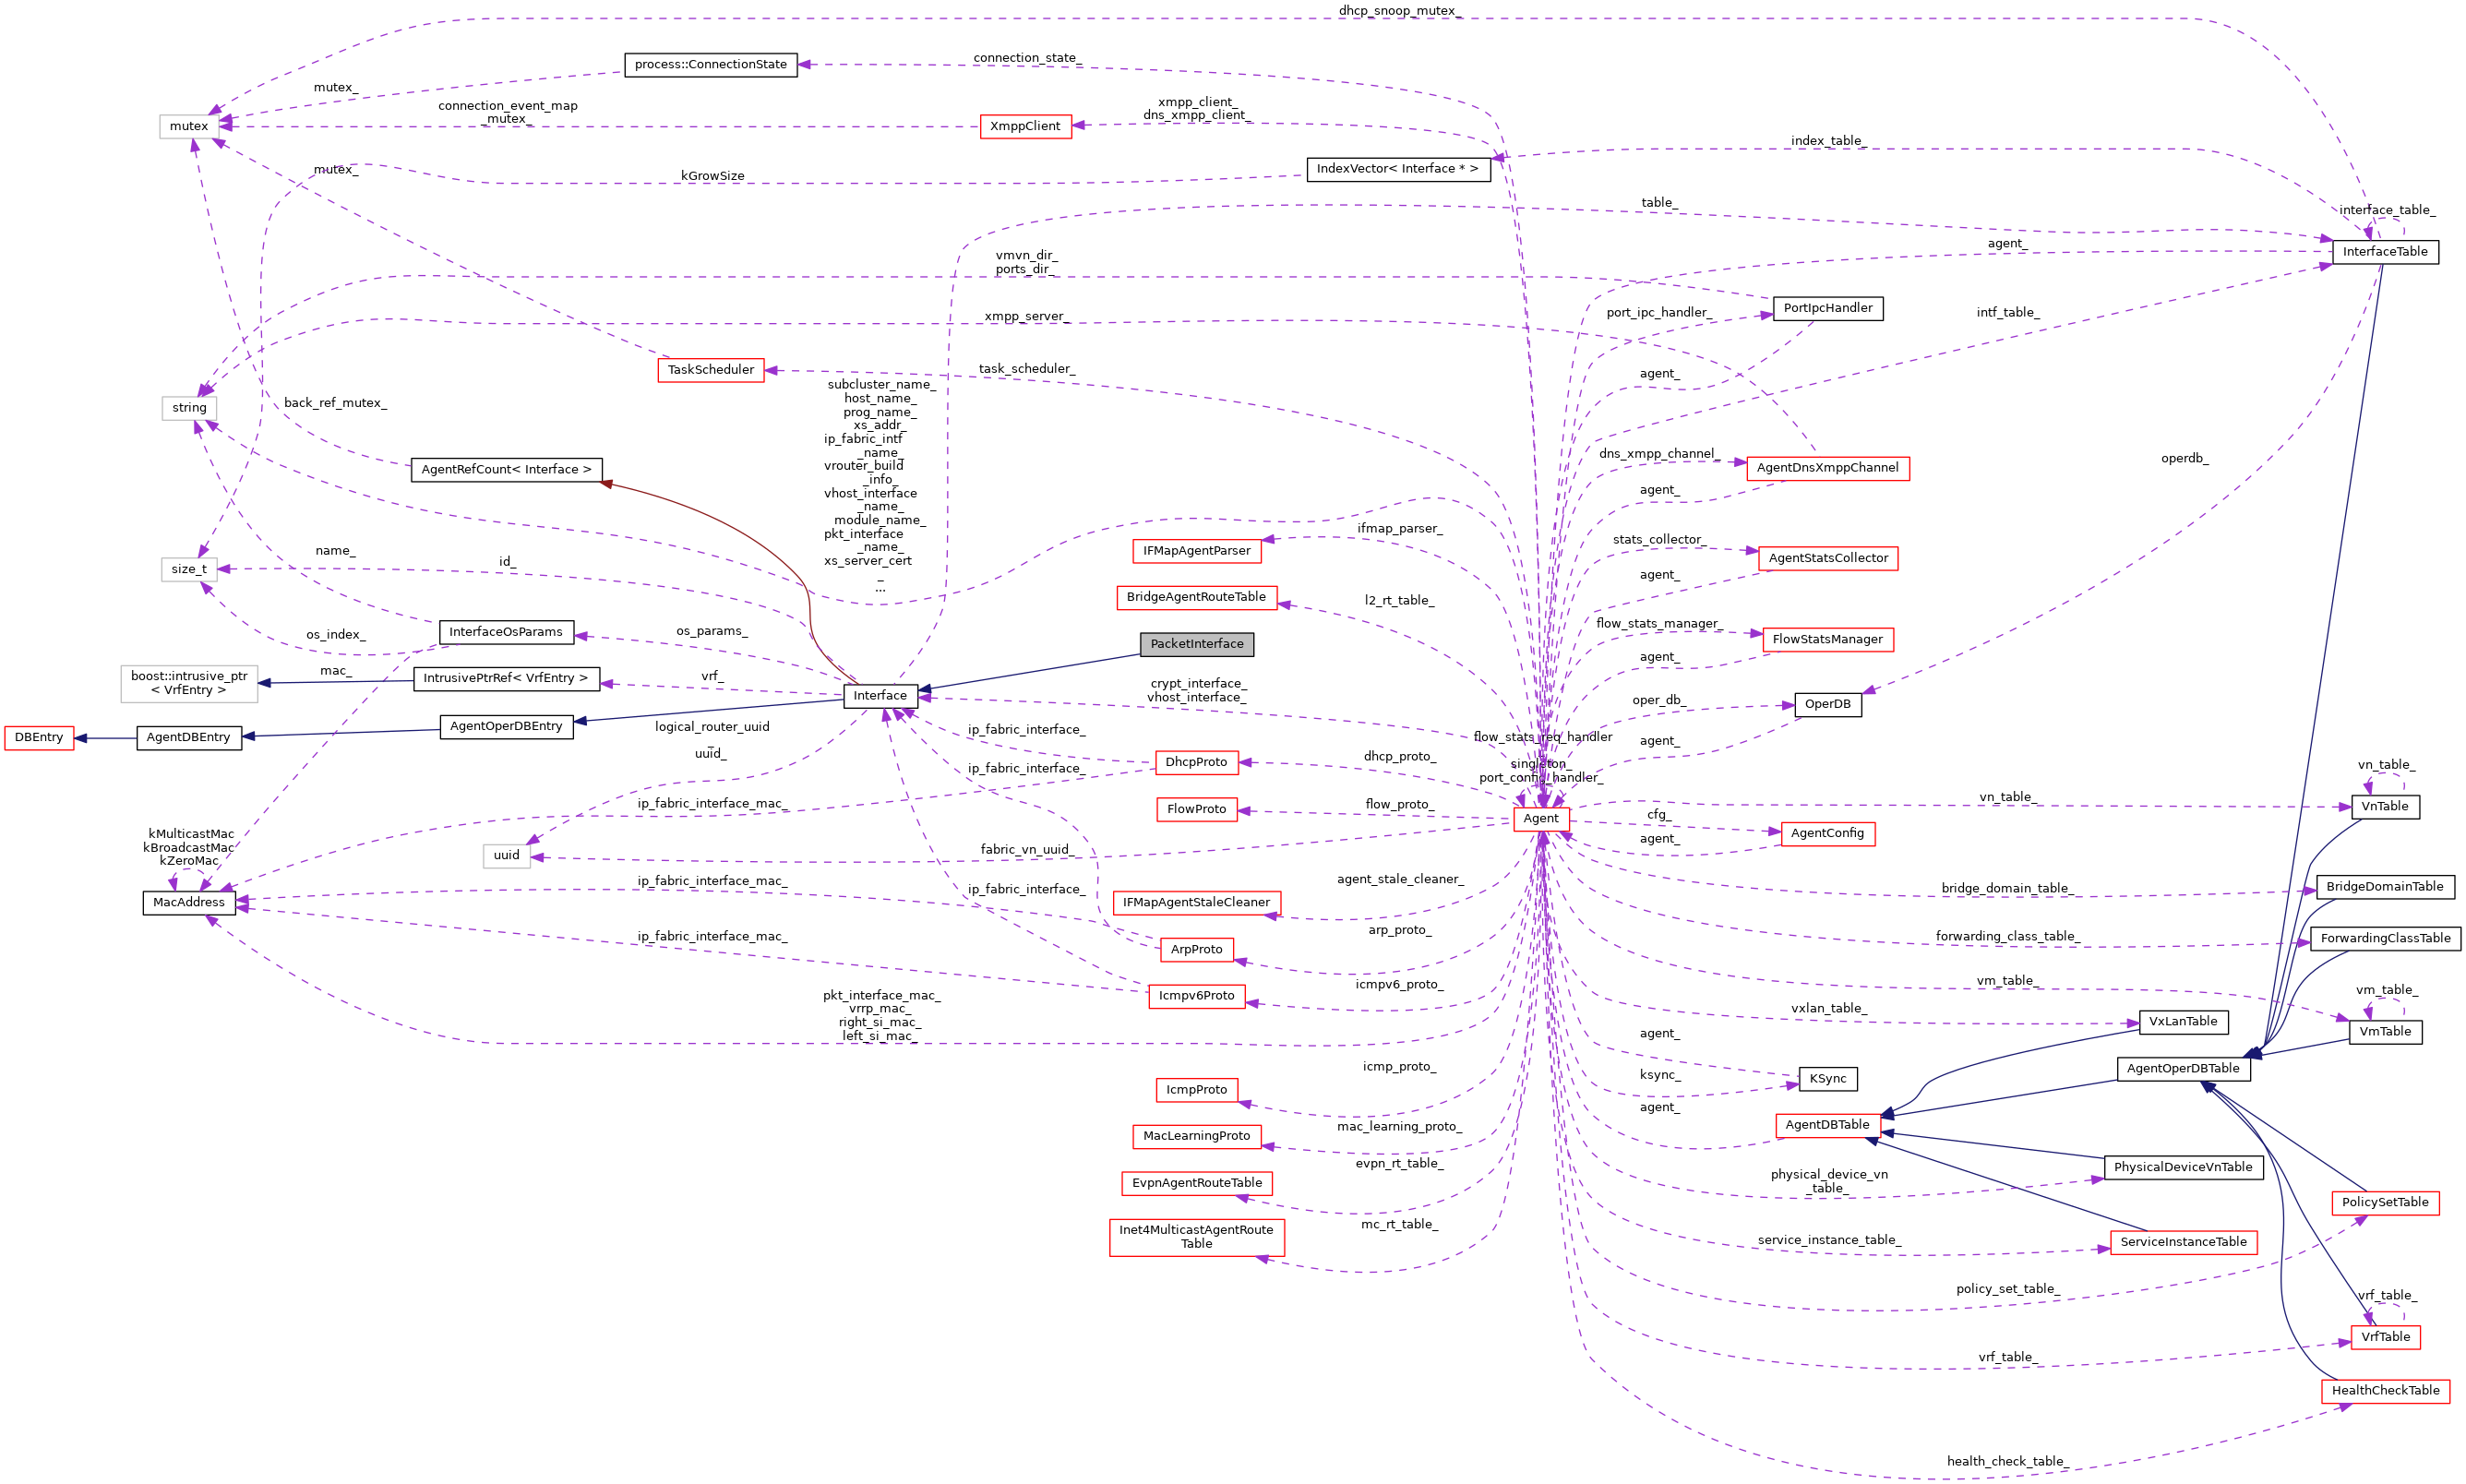 dhcp_snoop_mutex_
connection_state_
process::ConnectionState
mutex_
connection_event_map
_mutex_
xmpp_client_
dns_xmpp_client_
mutex
XmppClient
index_table_
mutex_
kGrowSize
IndexVector< Interface * >
table_
interface_table_
vmvn_dir_
ports_dir_
agent_
InterfaceTable
PortIpcHandler
xmpp_server_
port_ipc_handler_
intf_table_
TaskScheduler
task_scheduler_
agent_
subcluster_name_
host_name_
prog_name_
xs_addr_
ip_fabric_intf
_name_
vrouter_build
_info_
vhost_interface
_name_
module_name_
pkt_interface
_name_
xs_server_cert
_
...
string
back_ref_mutex_
AgentRefCount< Interface >
dns_xmpp_channel_
AgentDnsXmppChannel
operdb_
agent_
ifmap_parser_
IFMapAgentParser
stats_collector_
AgentStatsCollector
name_
id_
size_t
agent_
BridgeAgentRouteTable
l2_rt_table_
os_index_
InterfaceOsParams
os_params_
PacketInterface
flow_stats_manager_
FlowStatsManager
agent_
boost::intrusive_ptr
< VrfEntry >
mac_
IntrusivePtrRef< VrfEntry >
vrf_
Interface
crypt_interface_
vhost_interface_
oper_db_
OperDB
DBEntry
AgentDBEntry
AgentOperDBEntry
logical_router_uuid
_
uuid_
ip_fabric_interface_
flow_stats_req_handler
agent_
ip_fabric_interface_
DhcpProto
dhcp_proto_
singleton_
port_config_handler_
vn_table_
ip_fabric_interface_mac_
FlowProto
flow_proto_
Agent
vn_table_
VnTable
cfg_
AgentConfig
agent_
kMulticastMac
kBroadcastMac
kZeroMac
uuid
fabric_vn_uuid_
ip_fabric_interface_mac_
ip_fabric_interface_
agent_stale_cleaner_
bridge_domain_table_
BridgeDomainTable
MacAddress
IFMapAgentStaleCleaner
ip_fabric_interface_mac_
arp_proto_
ArpProto
forwarding_class_table_
ForwardingClassTable
pkt_interface_mac_
vrrp_mac_
right_si_mac_
left_si_mac_
Icmpv6Proto
icmpv6_proto_
vm_table_
vm_table_
vxlan_table_
VxLanTable
VmTable
agent_
icmp_proto_
IcmpProto
ksync_
KSync
AgentOperDBTable
agent_
AgentDBTable
MacLearningProto
mac_learning_proto_
evpn_rt_table_
EvpnAgentRouteTable
physical_device_vn
_table_
PhysicalDeviceVnTable
PolicySetTable
Inet4MulticastAgentRoute
Table
mc_rt_table_
service_instance_table_
ServiceInstanceTable
policy_set_table_
vrf_table_
VrfTable
vrf_table_
HealthCheckTable
health_check_table_